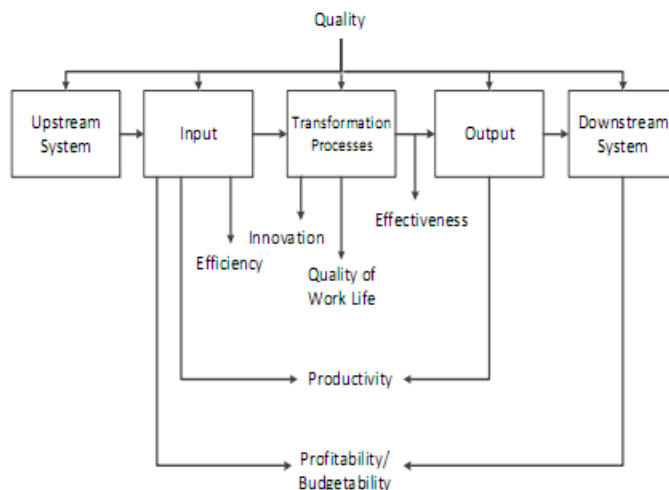 Quality
Upstream
System
Input
Transformation
Processes
Output
Downstream
System
Effectiveness
Innovation
Efficiency
Quality of
Work Life
Productivity
Profitability/
Budgetability